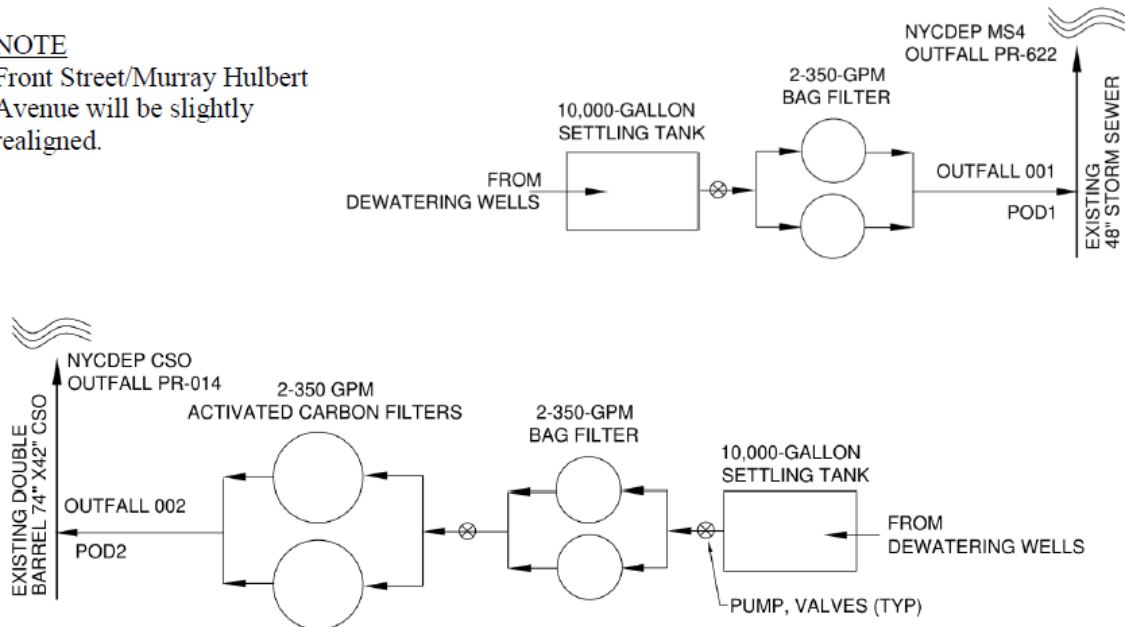 NOTE
Front Street/Murray Hulbert
Avenue will be slightly
realigned.
NYCDEP MS4
OUTFALL PR-622
2-350-GPM
BAG FILTER
10,000-GALLON
SETTLING TANK
FROM
DEWATERING WELLS
OUTFALL 001
POD1
EXISTING
48" STORM SEWER
NYCDEP CSO
OUTFALL PR-014
2-350 GPM
ACTIVATED CARBON FILTERS
2-350-GPM
BAG FILTER
10,000-GALLON
SETTLING TANK
EXISTING DOUBLE
BARREL 74" X42" CSO
OUTFALL 002
POD2
FROM
DEWATERING WELLS
PUMP, VALVES (TYP)